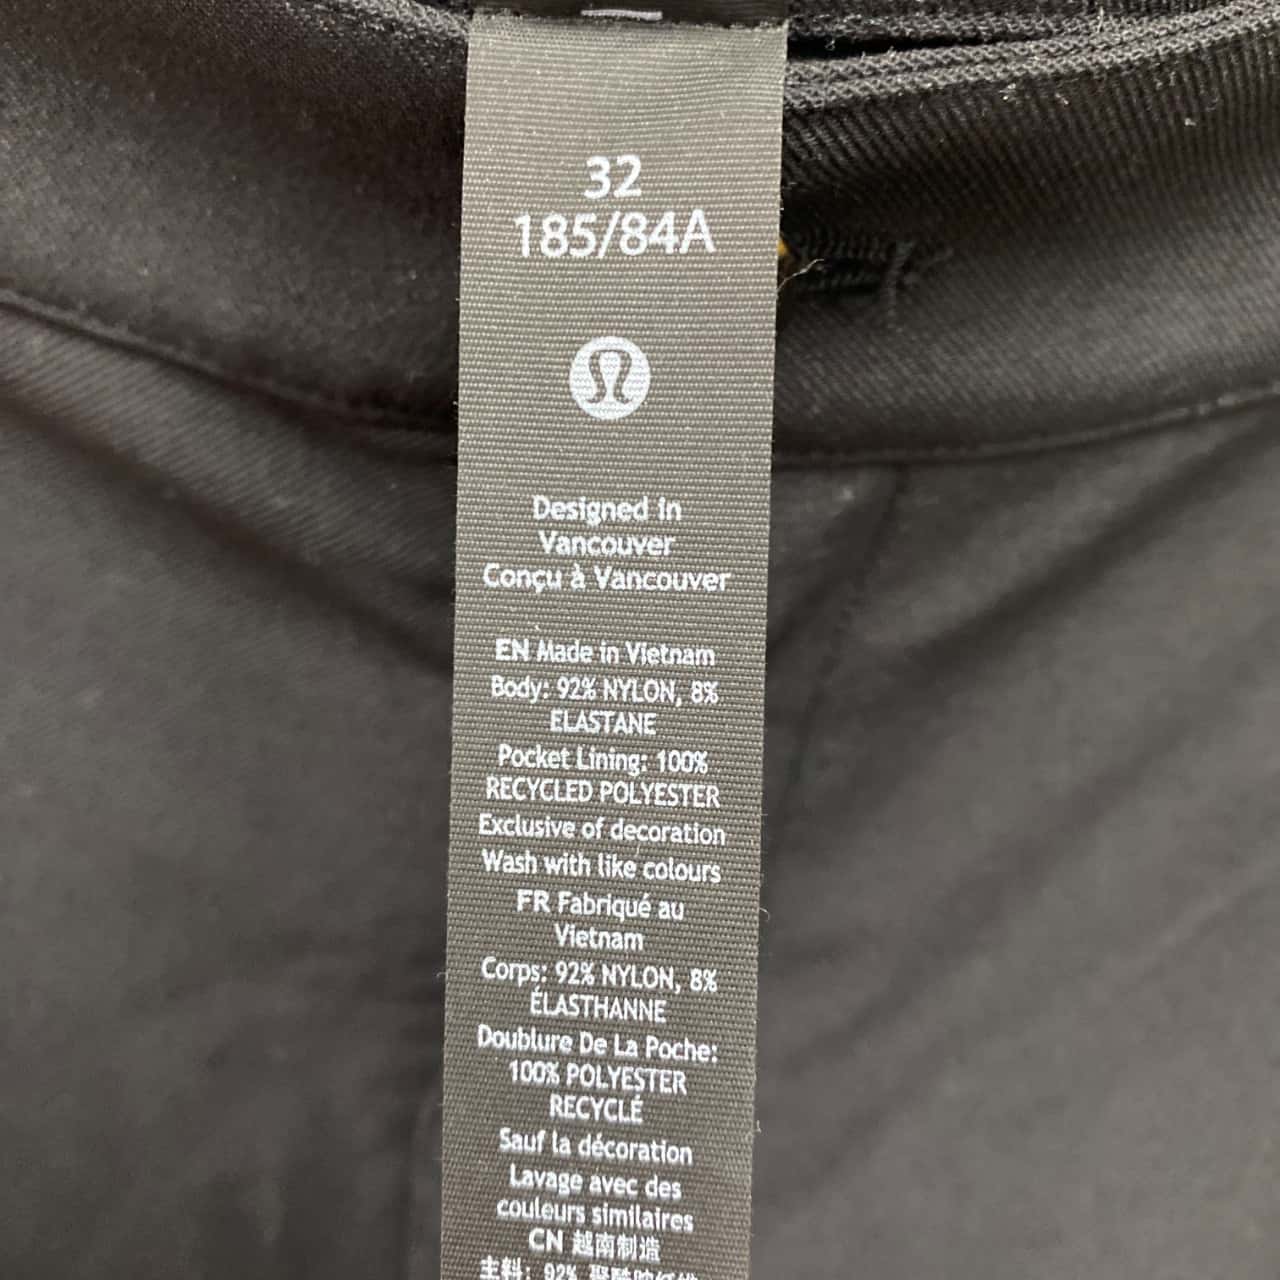 32
185/84A
Designed in
Vancouver
Conçu à Vancouver
EN Made in Vietnam
Body: 92% NYLON, 8%
ELASTANE
Pocket Lining: 100%
RECYCLED POLYESTER
Exclusive of decoration
Wash with like colours
FR Fabriqué au
Vietnam
Corps: 92% NYLON, 8%
ÉLASTHANNE
Doublure De La Poche:
100% POLYESTER
RECYCLÉ
Sauf la décoration
Lavage avec des
couleurs similaires
CN 越南制造
主料: 92%